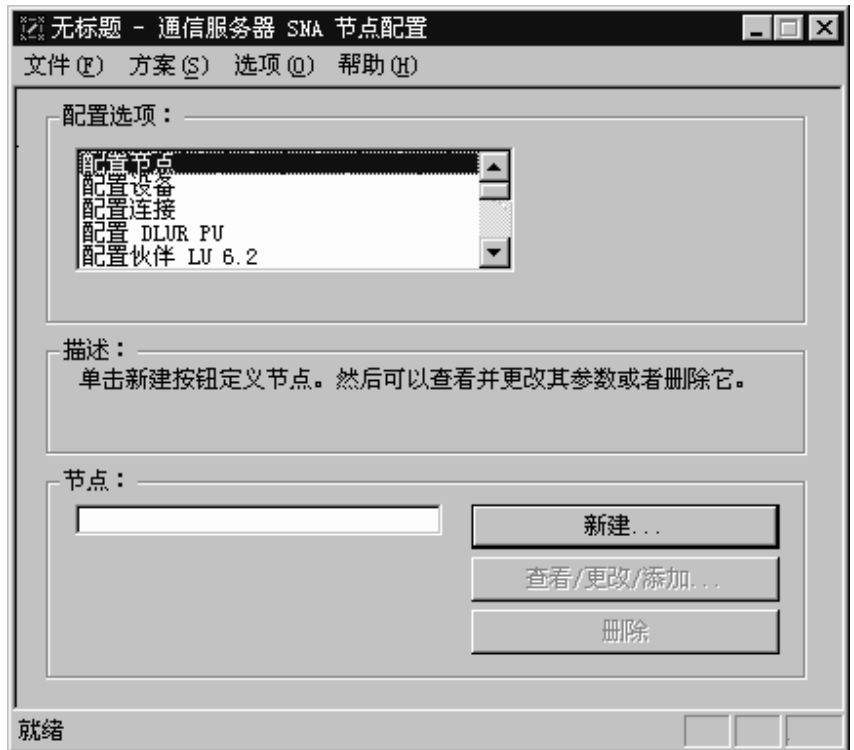 无标题 - 通信服务器 SNA 节点配置
文件(F) 方案(S) 选项(O) 帮助(H)
配置选项：
配置节点
配置设备
配置连接
配置 DLUR PU
配置伙伴 LU 6.2
描述：
单击新建按钮定义节点。然后可以查看并更改其参数或者删除它。
节点：
新建...
查看/更改/添加...
删除
就绪